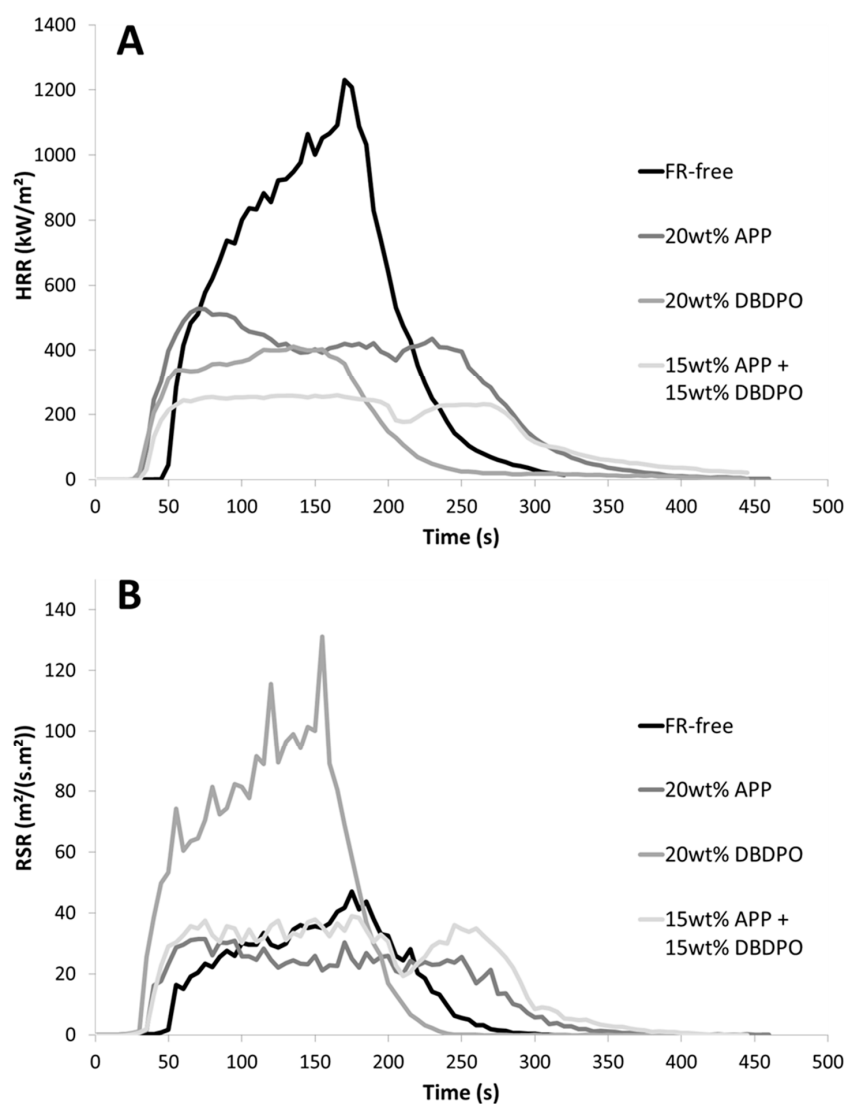 A
1400
1200
1000
800
600
400
200
0
HRR (kW/m²)
0 50 100 150 200 250 300 350 400 450 500
Time (s)
FR-free
20wt% APP
20wt% DBDPO
15wt% APP +
15wt% DBDPO
B
140
120
100
80
60
40
20
0
RSR (m²/(s.m²))
0 50 100 150 200 250 300 350 400 450 500
Time (s)
FR-free
20wt% APP
20wt% DBDPO
15wt% APP +
15wt% DBDPO